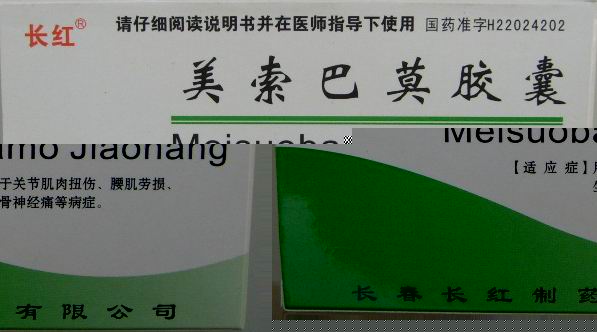 长红®
请仔细阅读说明书并在医师指导下使用 国药准字H22024202
美索巴莫胶囊
Meisuoba
amo Jiaonang
Meisuoba
【适应症】
于关节肌肉扭伤、腰肌劳损、
骨神经痛等病症。
长春长红制药
有限公司